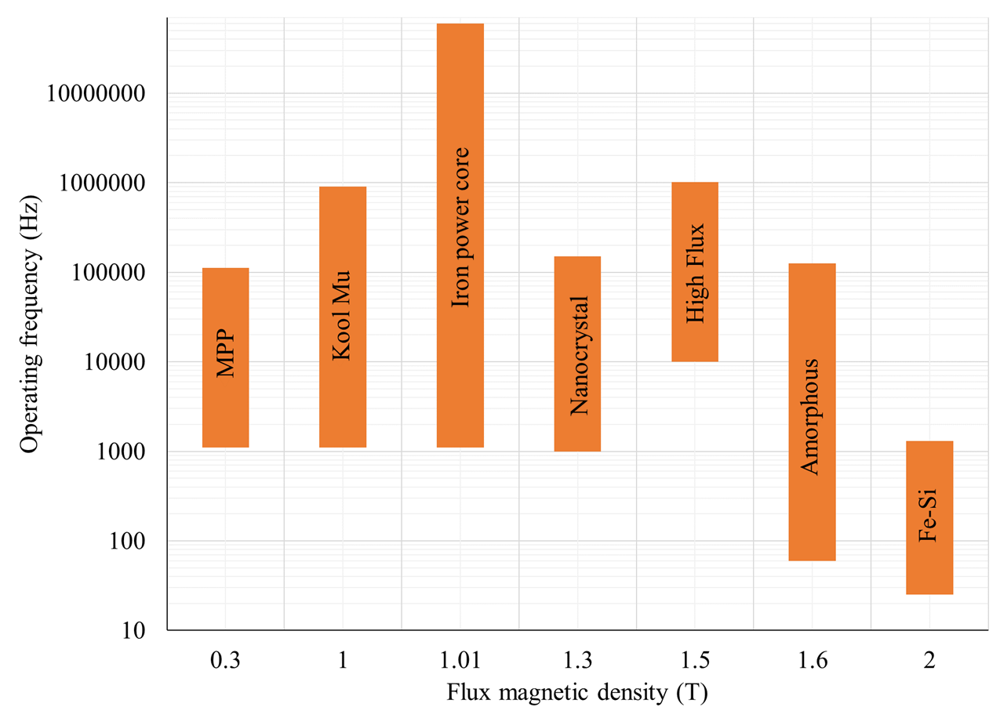 10000000
1000000
100000
10000
1000
100
10
Operating frequency (Hz)
MPP
Kool Mu
Iron power core
Nanocrystal
High Flux
Amorphous
Fe-Si
0.3
1
1.01
1.3
1.5
1.6
2
Flux magnetic density (T)